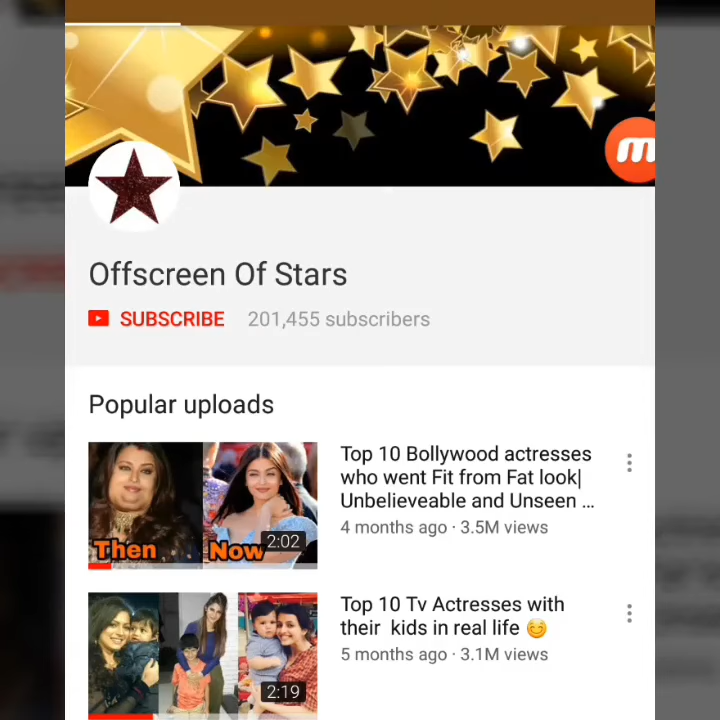 m
Offscreen Of Stars
SUBSCRIBE 201,455 subscribers
Popular uploads
Top 10 Bollywood actresses
who went Fit from Fat look|
Unbelieveable and Unseen ...
4 months ago · 3.5M views
Then
Now
2:02
Top 10 Tv Actresses with
their kids in real life 😊
5 months ago · 3.1M views
2:19